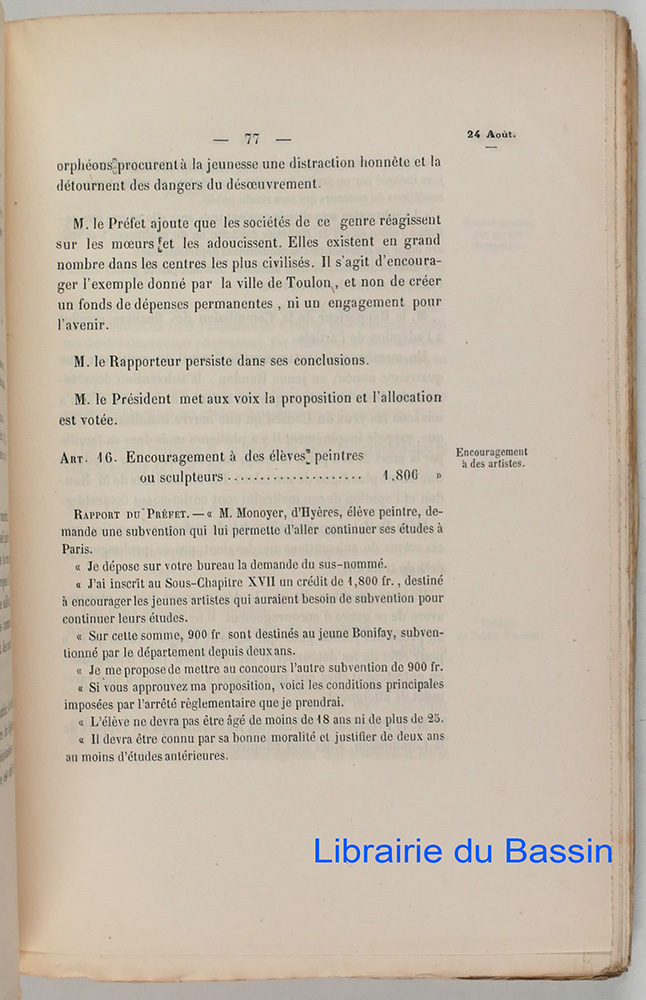 — 77 —
24 Août.
orphéons procurent à la jeunesse une distraction honnête et la
détournent des dangers du désœuvrement.
M. le Préfet ajoute que les sociétés de ce genre réagissent
sur les mœurs et les adoucissent. Elles existent en grand
nombre dans les centres les plus civilisés. Il s'agit d'encoura-
ger l'exemple donné par la ville de Toulon, et non de créer
un fonds de dépenses permanentes, ni un engagement pour
l'avenir.
M. le Rapporteur persiste dans ses conclusions.
M. le Président met aux voix la proposition et l'allocation
est votée.
ART. 16. Encouragement à des élèves peintres
ou sculpteurs .................... 1,800 »
Encouragement
à des artistes.
RAPPORT DU PRÉFET. — « M. Monoyer, d'Hyères, élève peintre, de-
mande une subvention qui lui permette d'aller continuer ses études à
Paris.
« Je dépose sur votre bureau la demande du sus-nommé.
« J'ai inscrit au Sous-Chapitre XVII un crédit de 1,800 fr., destiné
à encourager les jeunes artistes qui auraient besoin de subvention pour
continuer leurs études.
« Sur cette somme, 900 fr sont destinés au jeune Bonifay, subven-
tionné par le département depuis deux ans.
« Je me propose de mettre au concours l'autre subvention de 900 fr.
« Si vous approuvez ma proposition, voici les conditions principales
imposées par l'arrêté règlementaire que je prendrai.
« L'élève ne devra pas être âgé de moins de 18 ans ni de plus de 25.
« Il devra être connu par sa bonne moralité et justifier de deux ans
au moins d'études antérieures.
Librairie du Bassin